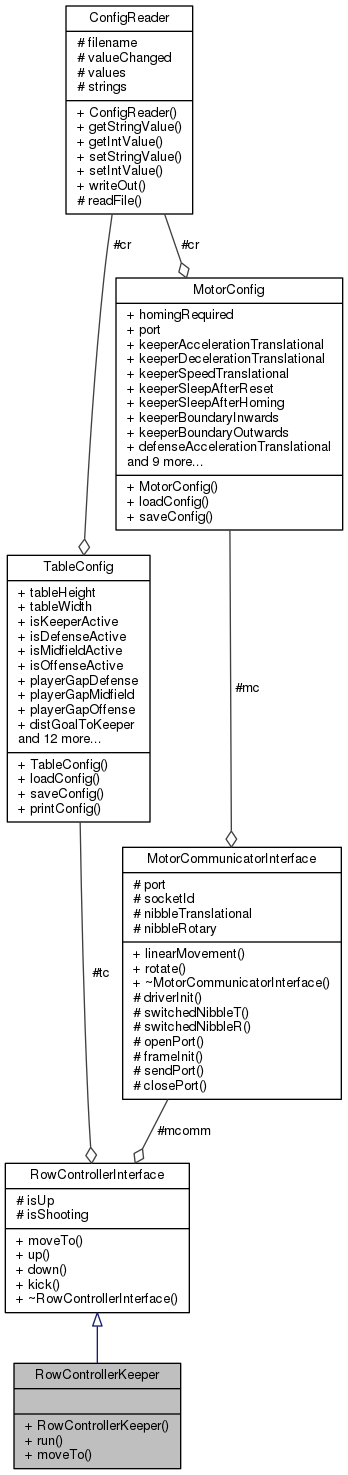 ConfigReader
# filename
# valueChanged
# values
# strings
+ ConfigReader()
+ getStringValue()
+ getIntValue()
+ setStringValue()
+ setIntValue()
+ writeOut()
# readFile()
#cr
#cr
MotorConfig
+ homingRequired
+ port
+ keeperAccelerationTranslational
+ keeperDecelerationTranslational
+ keeperSpeedTranslational
+ keeperSleepAfterReset
+ keeperSleepAfterHoming
+ keeperBoundaryInwards
+ keeperBoundaryOutwards
+ defenseAccelerationTranslational
and 9 more...
+ MotorConfig()
+ loadConfig()
+ saveConfig()
TableConfig
+ tableHeight
+ tableWidth
+ isKeeperActive
+ isDefenseActive
+ isMidfieldActive
+ isOffenseActive
+ playerGapDefense
+ playerGapMidfield
+ playerGapOffense
+ distGoalToKeeper
and 12 more...
+ TableConfig()
+ loadConfig()
+ saveConfig()
+ printConfig()
#mc
MotorCommunicatorInterface
# port
# socketId
# nibbleTranslational
# nibbleRotary
+ linearMovement()
+ rotate()
+ ~MotorCommunicatorInterface()
# driverInit()
# switchedNibbleT()
# switchedNibbleR()
# openPort()
# frameInit()
# sendPort()
# closePort()
#tc
#mcomm
RowControllerInterface
# isUp
# isShooting
+ moveTo()
+ up()
+ down()
+ kick()
+ ~RowControllerInterface()
RowControllerKeeper
+ RowControllerKeeper()
+ run()
+ moveTo()